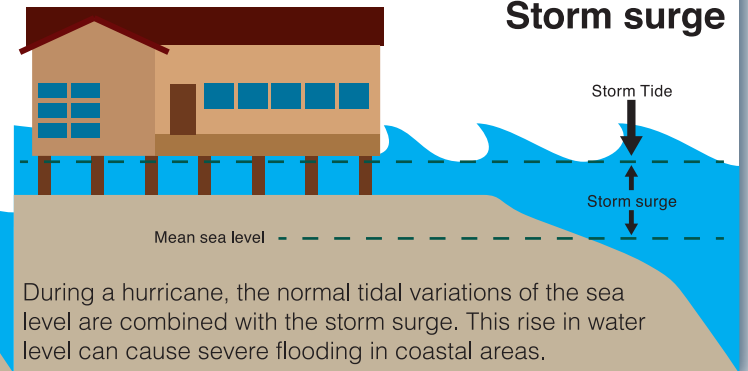 Storm surge
Storm Tide
Storm surge
Mean sea level
During a hurricane, the normal tidal variations of the sea
level are combined with the storm surge. This rise in water
level can cause severe flooding in coastal areas.